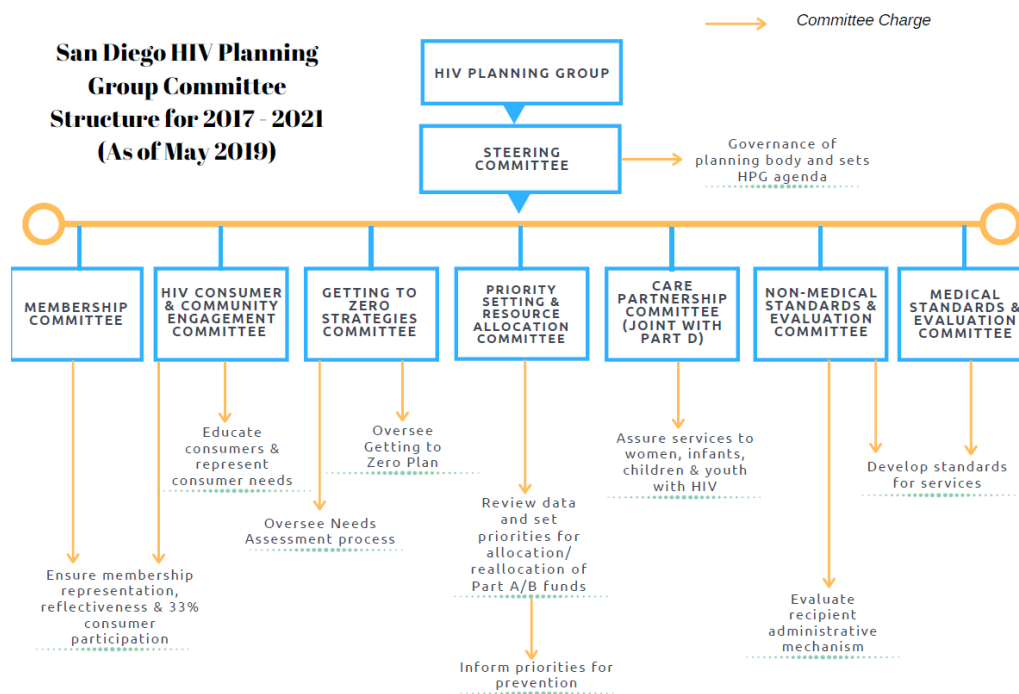 Committee Charge
San Diego HIV Planning
Group Committee
Structure for 2017 - 2021
(As of May 2019)
HIV PLANNING GROUP
STEERING
COMMITTEE
Governance of
planning body and sets
HPG agenda
MEMBERSHIP
COMMITTEE
HIV CONSUMER
& COMMUNITY
ENGAGEMENT
COMMITTEE
GETTING TO
ZERO
STRATEGIES
COMMITTEE
PRIORITY
SETTING &
RESOURCE
ALLOCATION
COMMITTEE
CARE
PARTNERSHIP
COMMITTEE
(JOINT WITH
PART D)
NON-MEDICAL
STANDARDS &
EVALUATION
COMMITTEE
MEDICAL
STANDARDS &
EVALUATION
COMMITTEE
Educate
consumers &
represent
consumer needs
Oversee
Getting to
Zero Plan
Assure services to
women, infants,
children & youth
with HIV
Develop standards
for services
Oversee Needs
Assessment process
Review data
and set
priorities for
allocation/
reallocation of
Part A/B funds
Ensure membership
representation,
reflectiveness & 33%
consumer
participation
Evaluate
recipient
administrative
mechanism
Inform priorities for
prevention